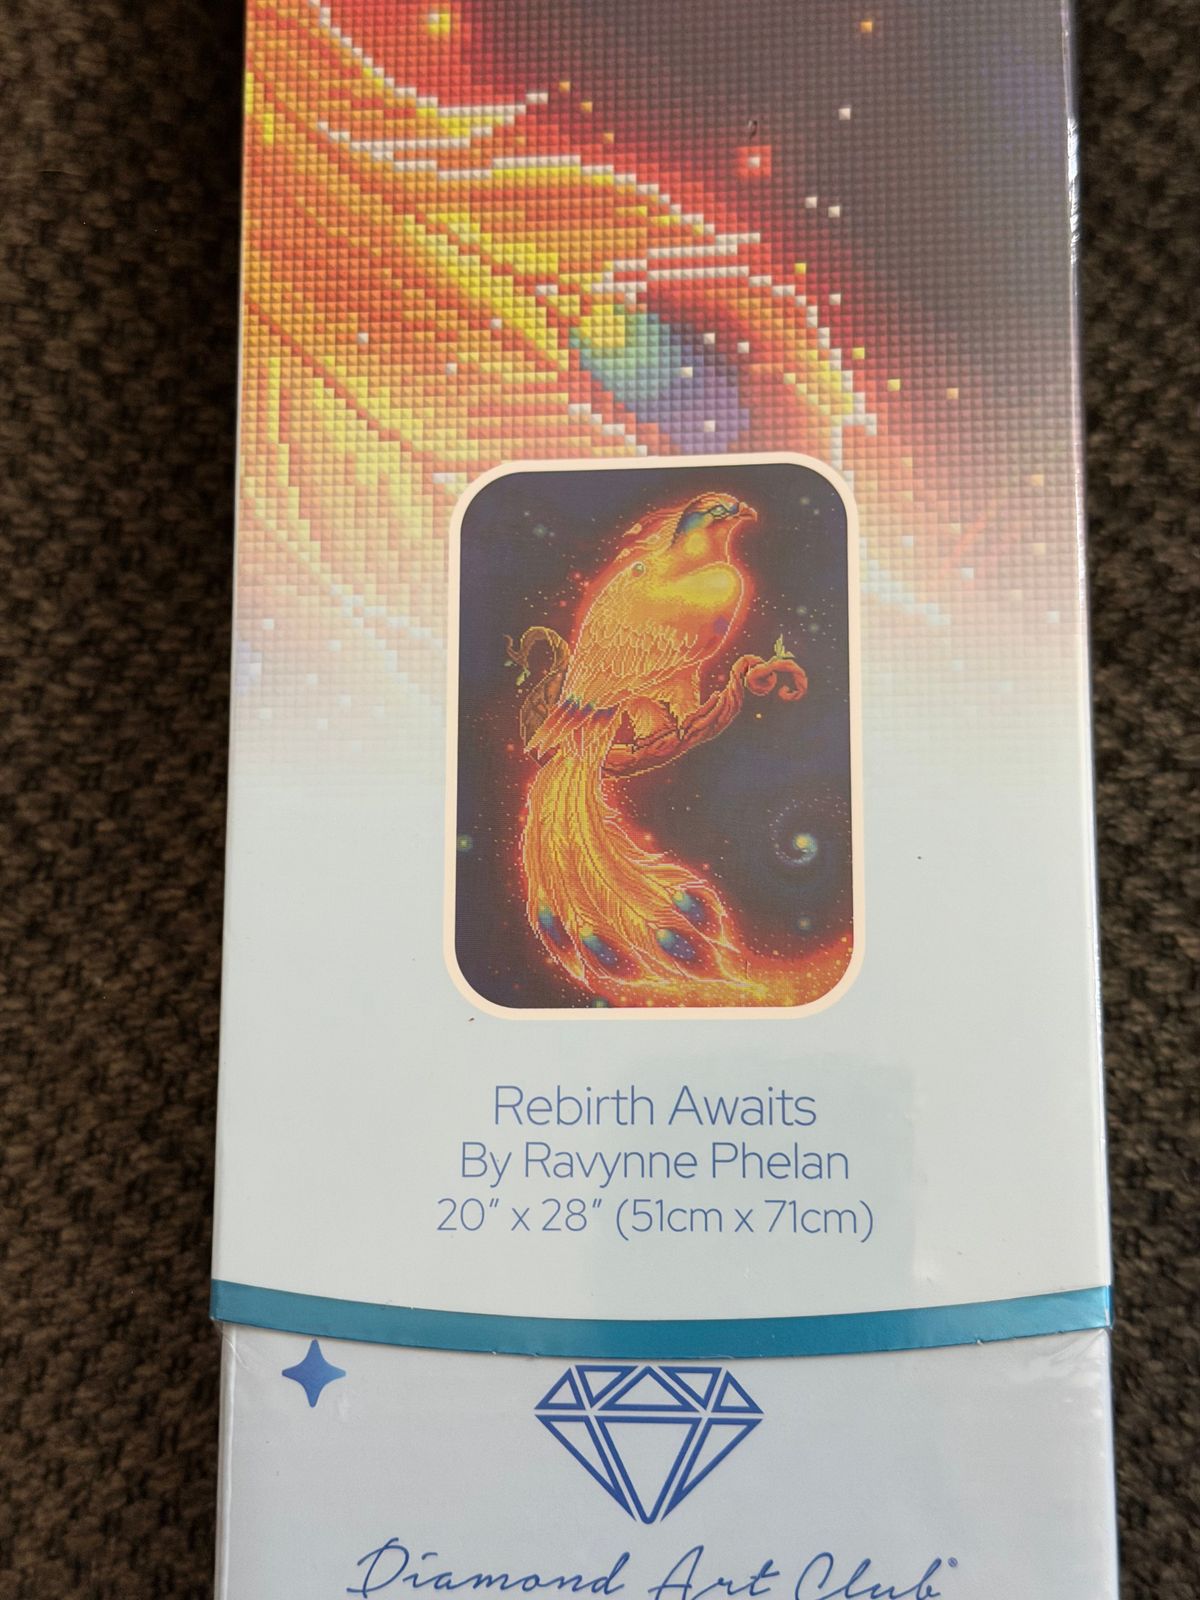 Rebirth Awaits
By Ravynne Phelan
20″ x 28″ (51cm x 71cm)
Diamond Art Club®